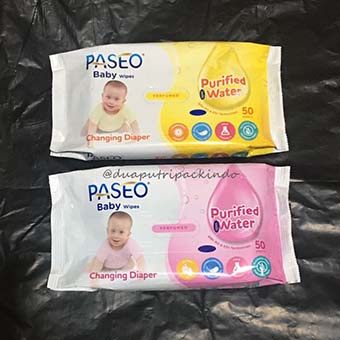 PASEO
Baby Wipes
PERFUMED
Purified
Water
50
Changing Diaper
@duaputripackindo
PASEO
Baby Wipes
PERFUMED
Purified
Water
50
Changing Diaper